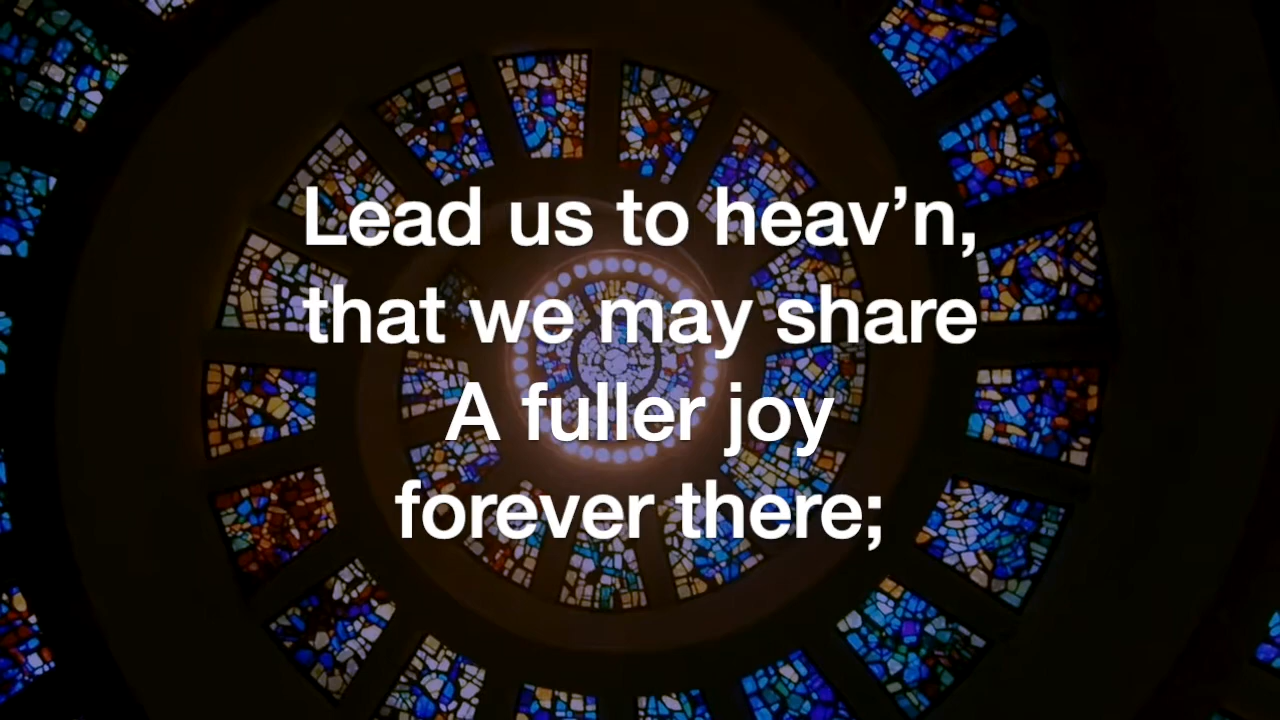 Lead us to heav’n,
that we may share
A fuller joy
forever there;